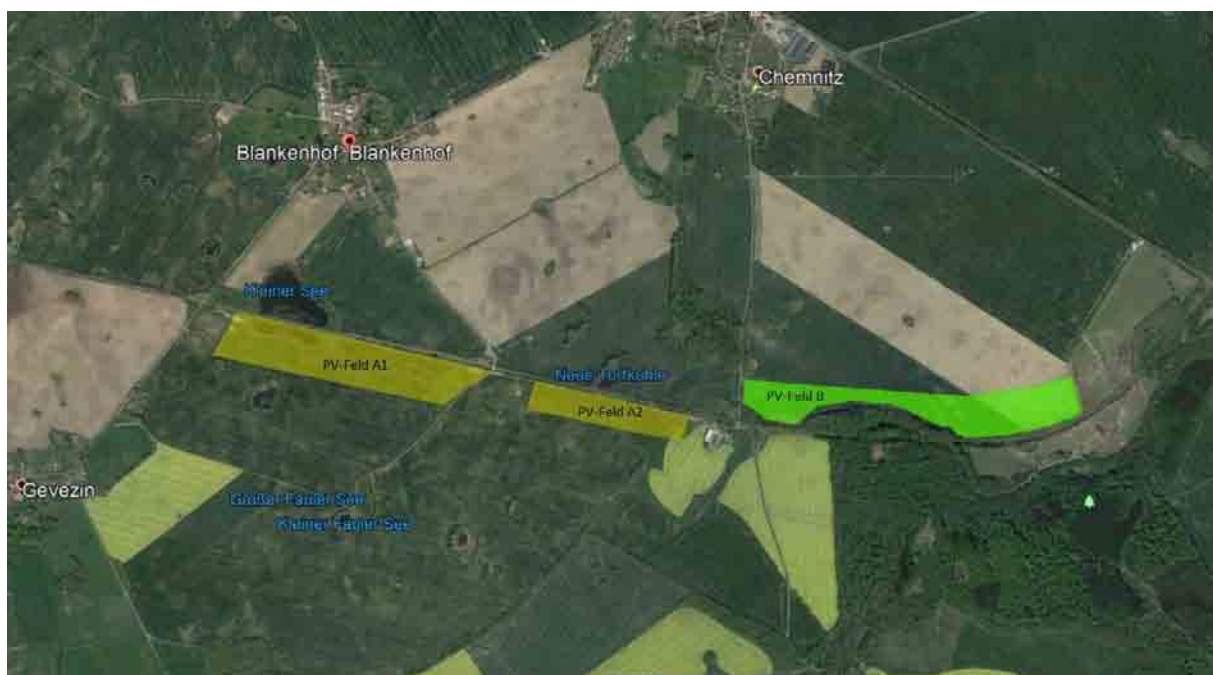 Chemnitz
Blankenhof Blankenhof
Kleiner See
PV-Feld A1
Neue Torfkuhle
PV-Feld B
PV-Feld A2
Gevezin
Großer Fauler See
Kleiner Fauler See